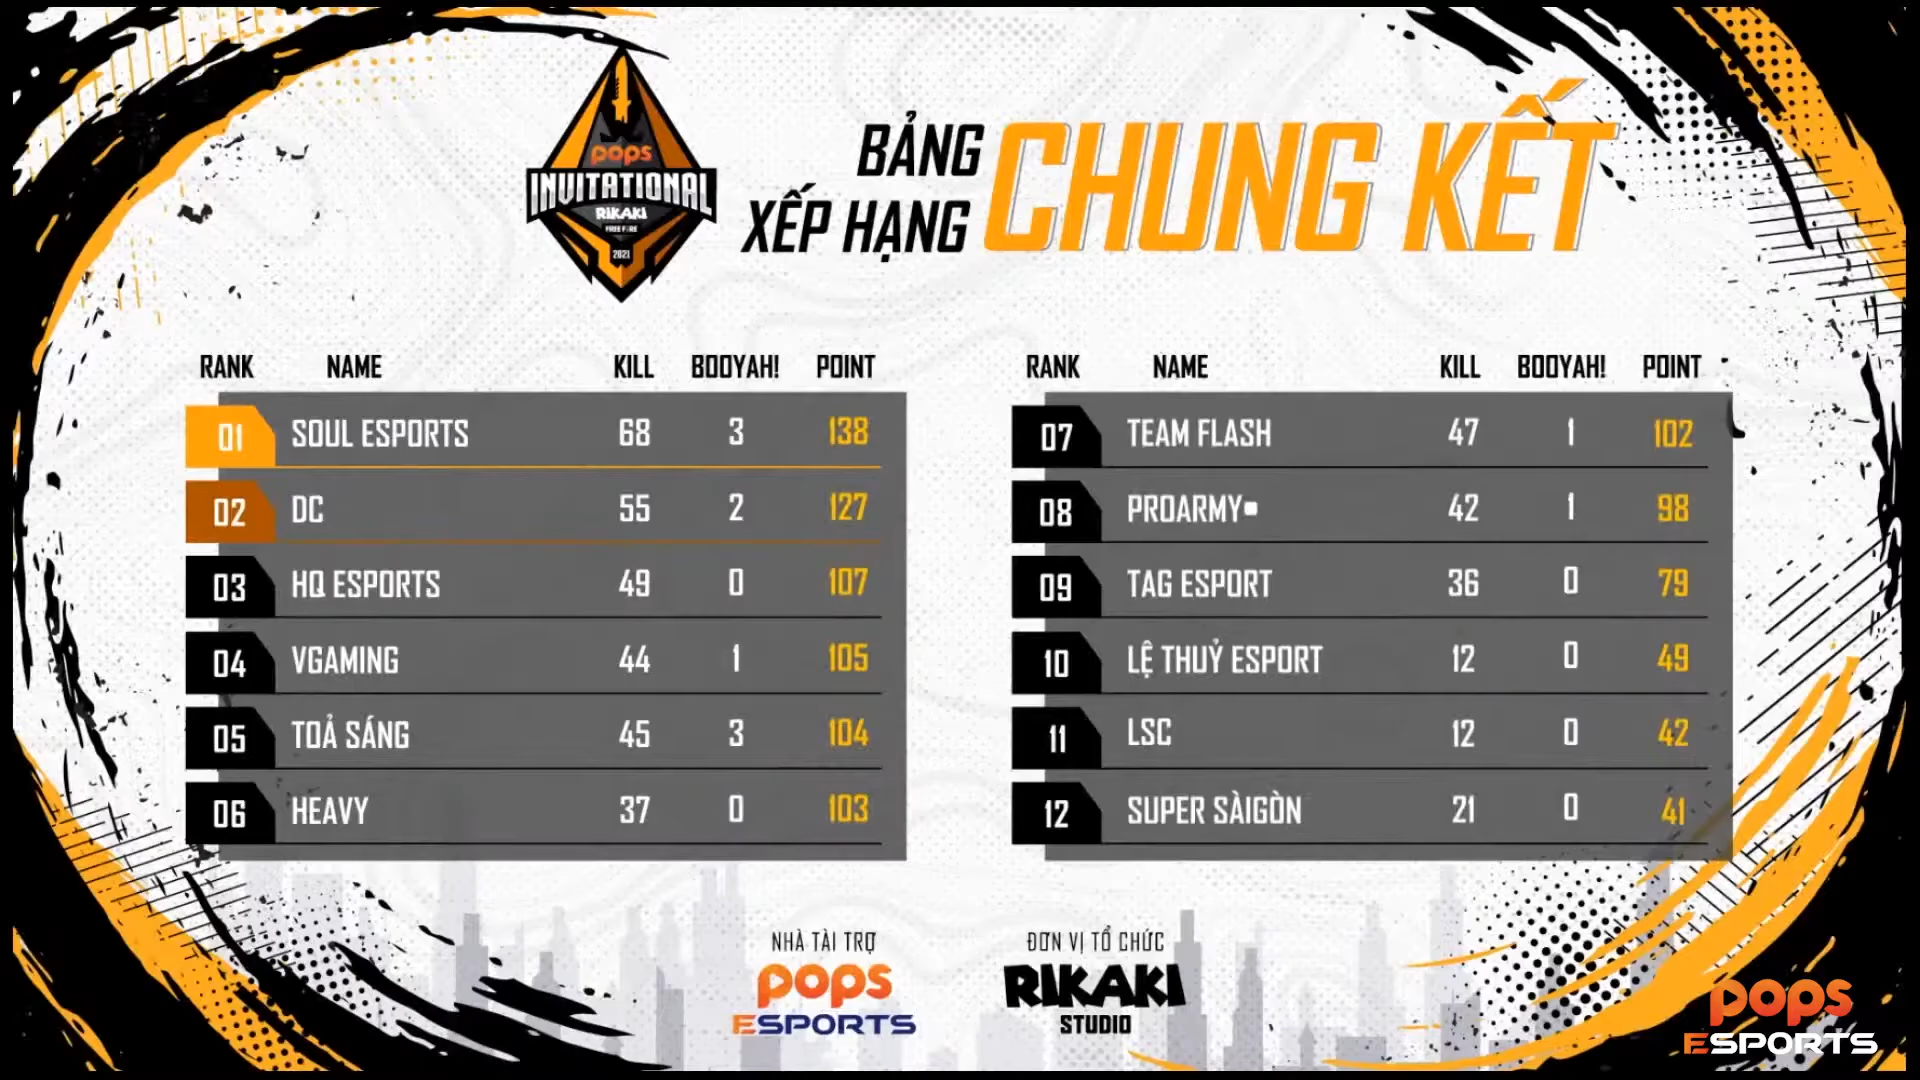 pops
INVITATIONAL
RIKAKI
FREE FIRE
2021
BẢNG
XẾP HẠNG
CHUNG KẾT
RANK NAME KILL BOOYAH! POINT
01 SOUL ESPORTS 68 3 138
02 DC 55 2 127
03 HQ ESPORTS 49 0 107
04 VGAMING 44 1 105
05 TOẢ SÁNG 45 3 104
06 HEAVY 37 0 103
RANK NAME KILL BOOYAH! POINT
07 TEAM FLASH 47 1 102
08 PROARMY▪ 42 1 98
09 TAG ESPORT 36 0 79
10 LỆ THUỶ ESPORT 12 0 49
11 LSC 12 0 42
12 SUPER SÀIGÒN 21 0 41
NHÀ TÀI TRỢ
pops
ESPORTS
ĐƠN VỊ TỔ CHỨC
RIKAKI
STUDIO
pops
ESPORTS